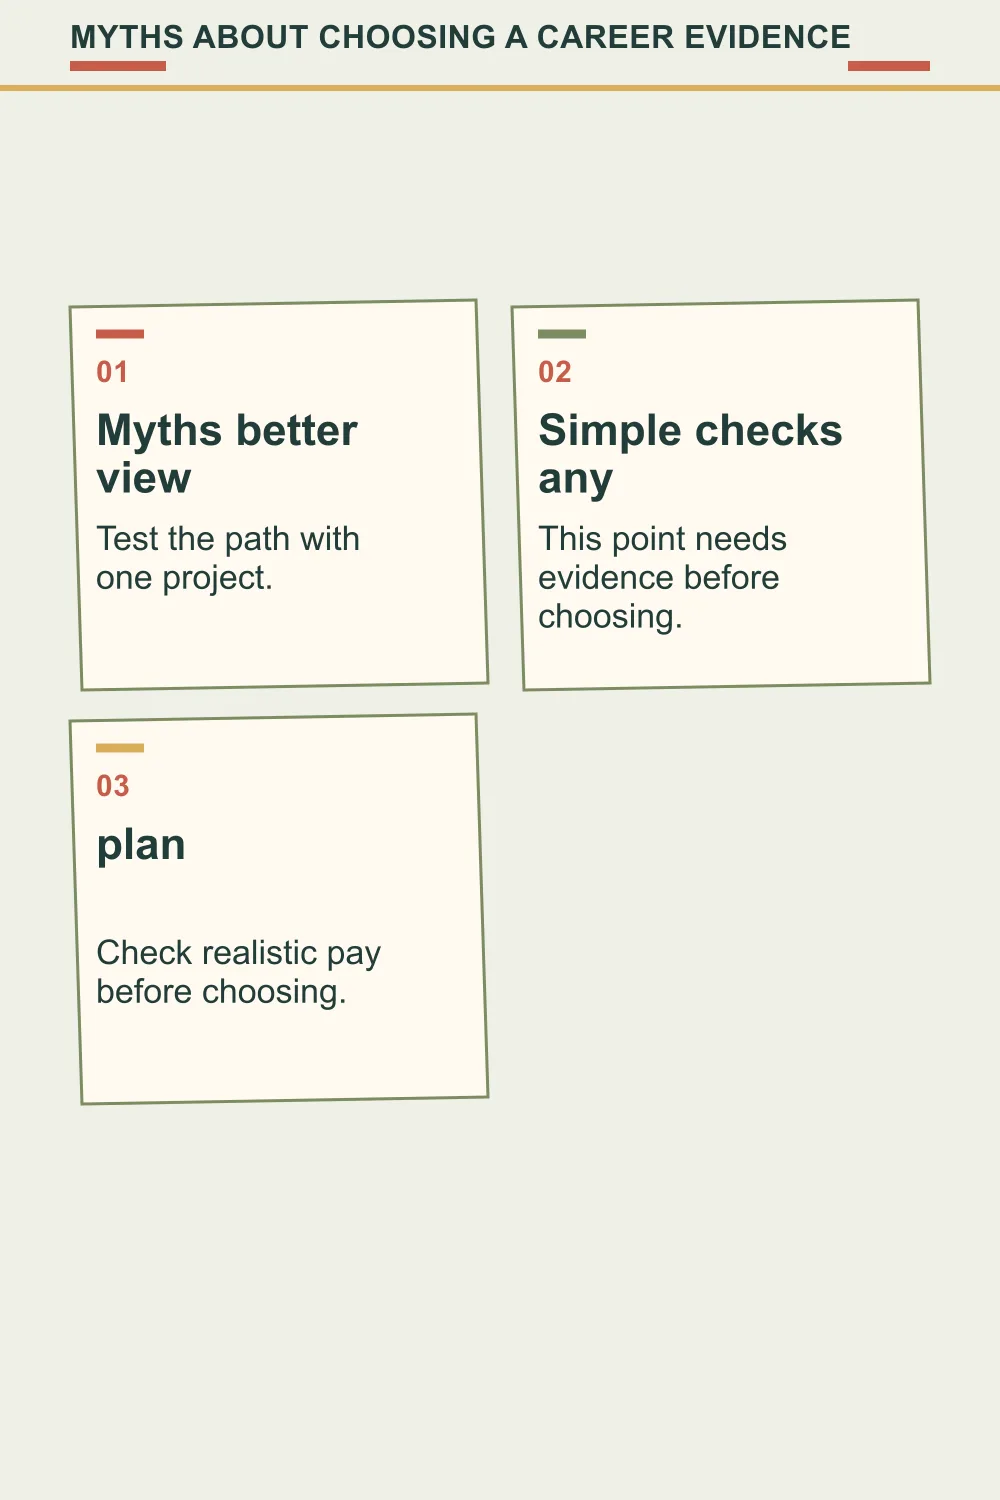 MYTHS ABOUT CHOOSING A CAREER EVIDENCE
01
Myths better
view
Test the path with
one project.
02
Simple checks
any
This point needs
evidence before
choosing.
03
plan
Check realistic pay
before choosing.